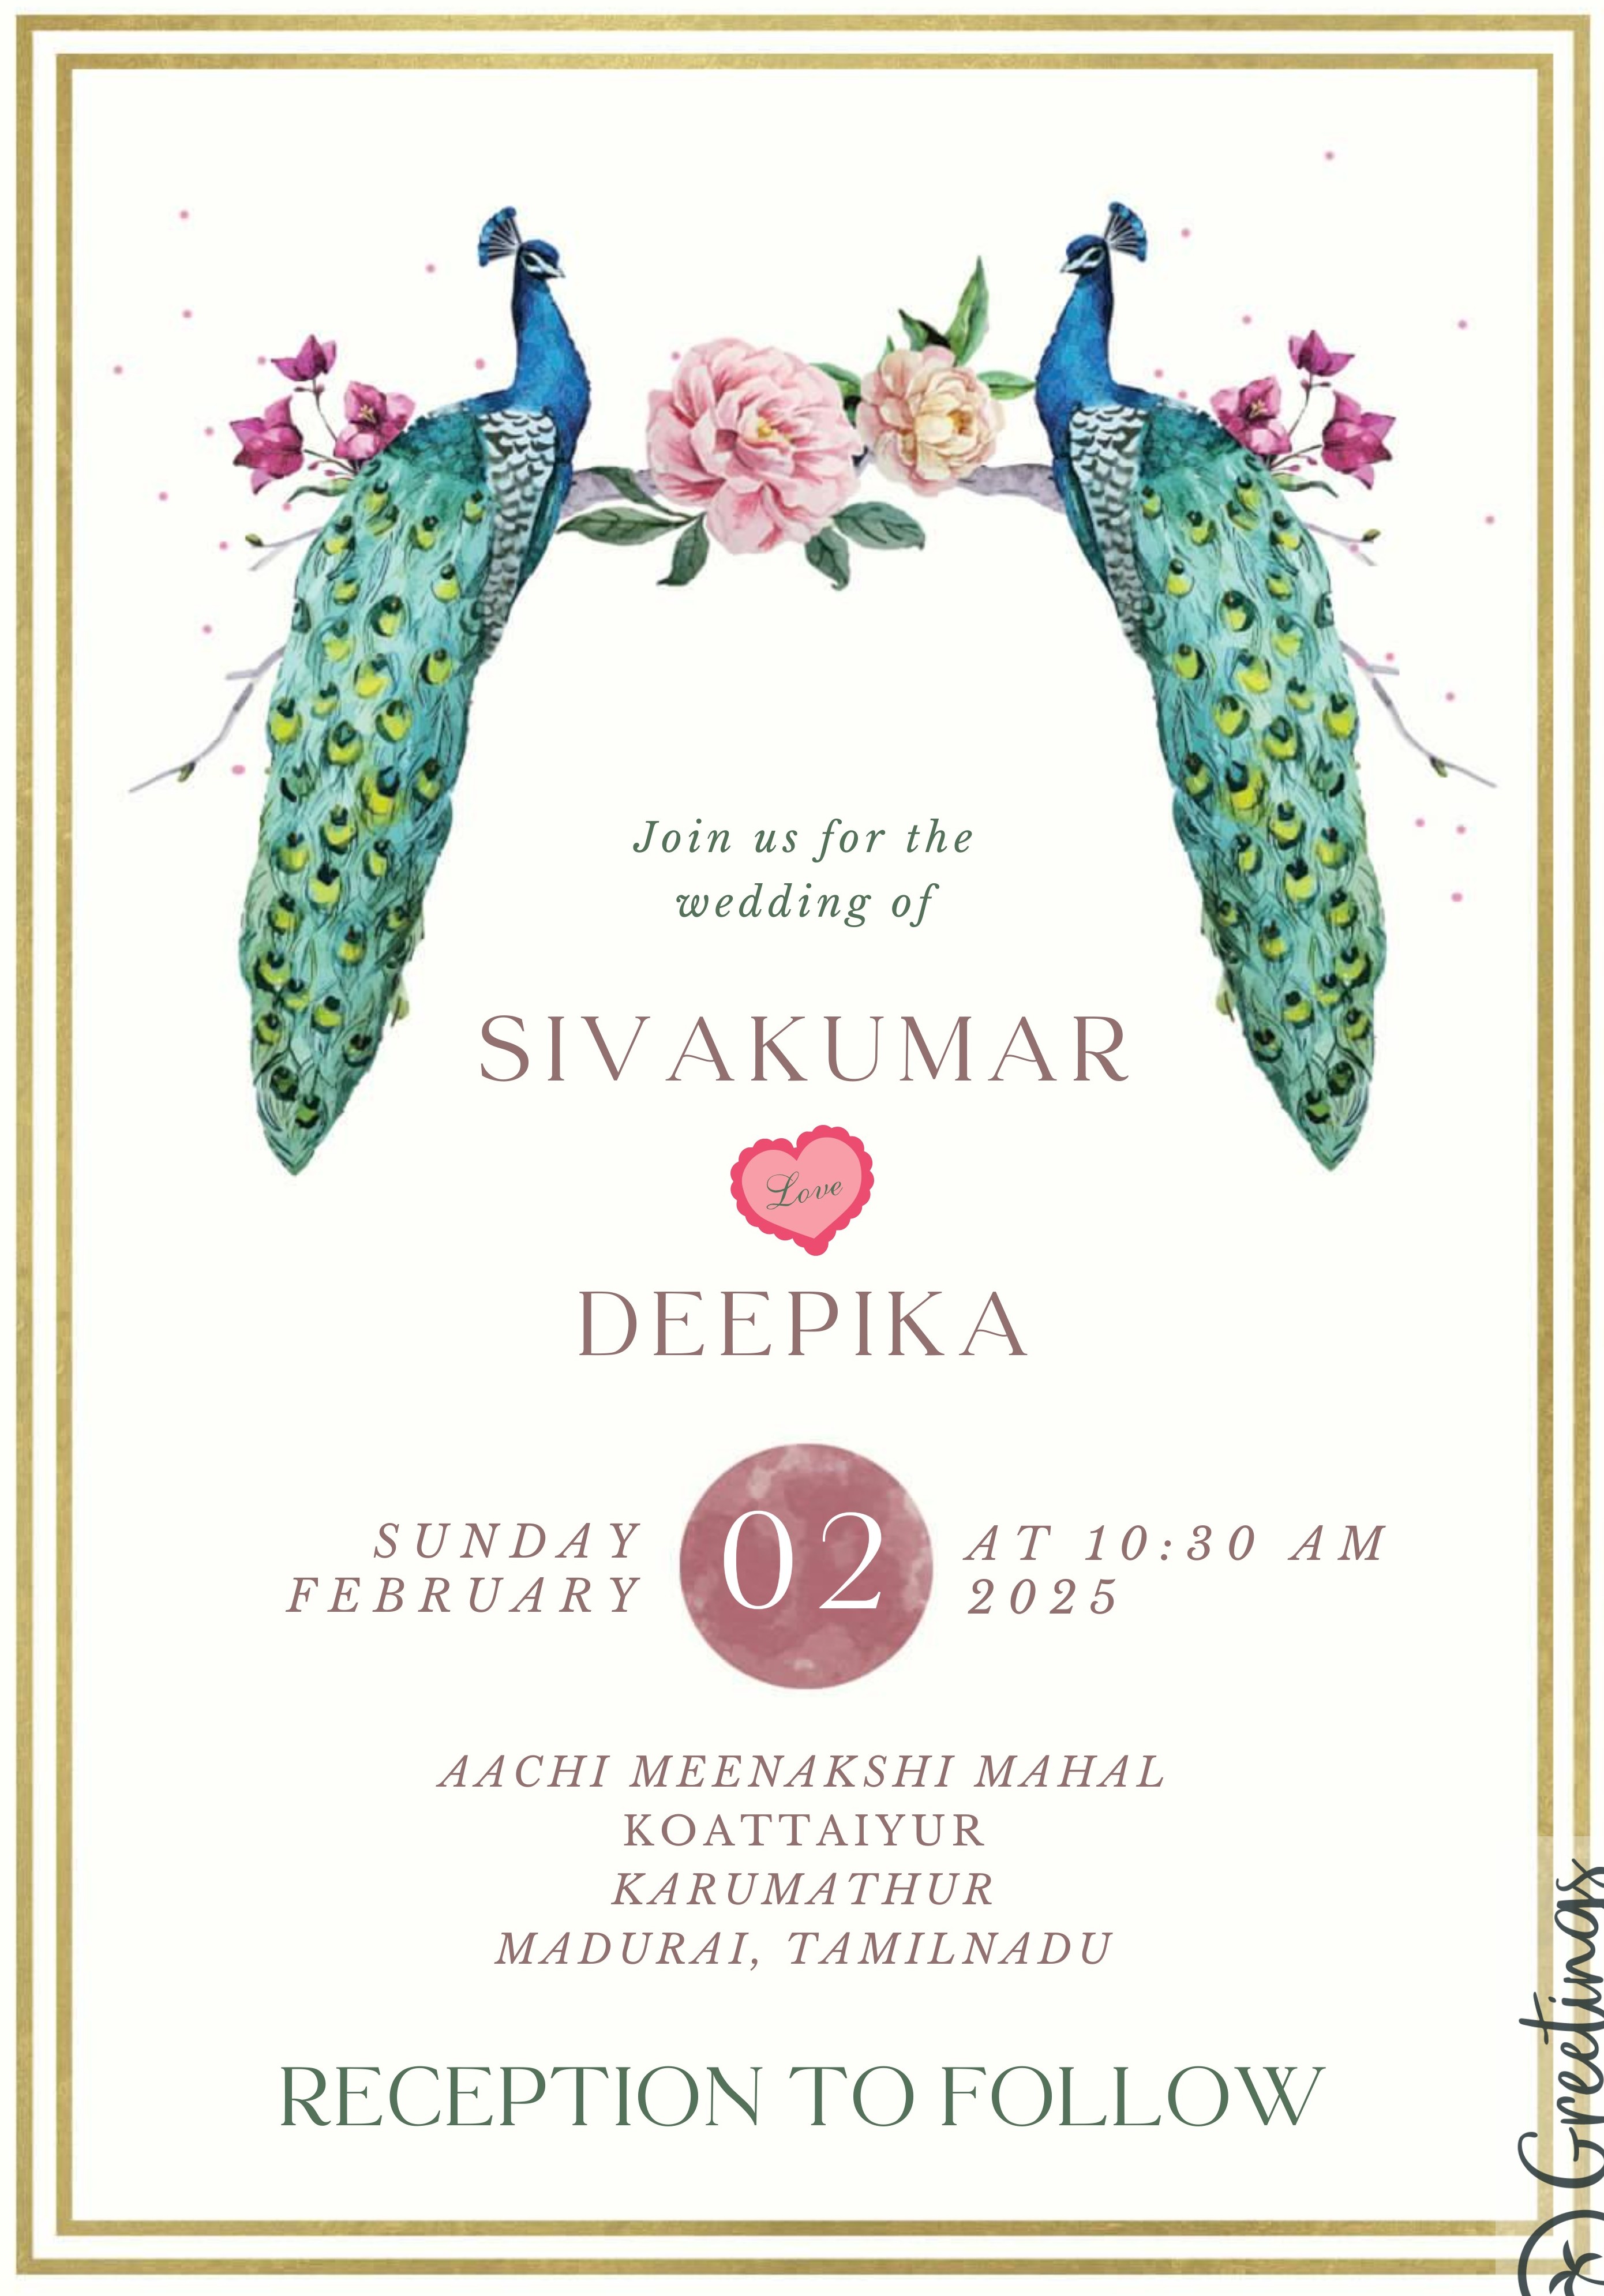 Join us for the
wedding of
SIVAKUMAR
Love
DEEPIKA
SUNDAY
FEBRUARY
02
AT 10:30 AM
2025
AACHI MEENAKSHI MAHAL
KOATTAIYUR
KARUMATHUR
MADURAI, TAMILNADU
RECEPTION TO FOLLOW
Greetings